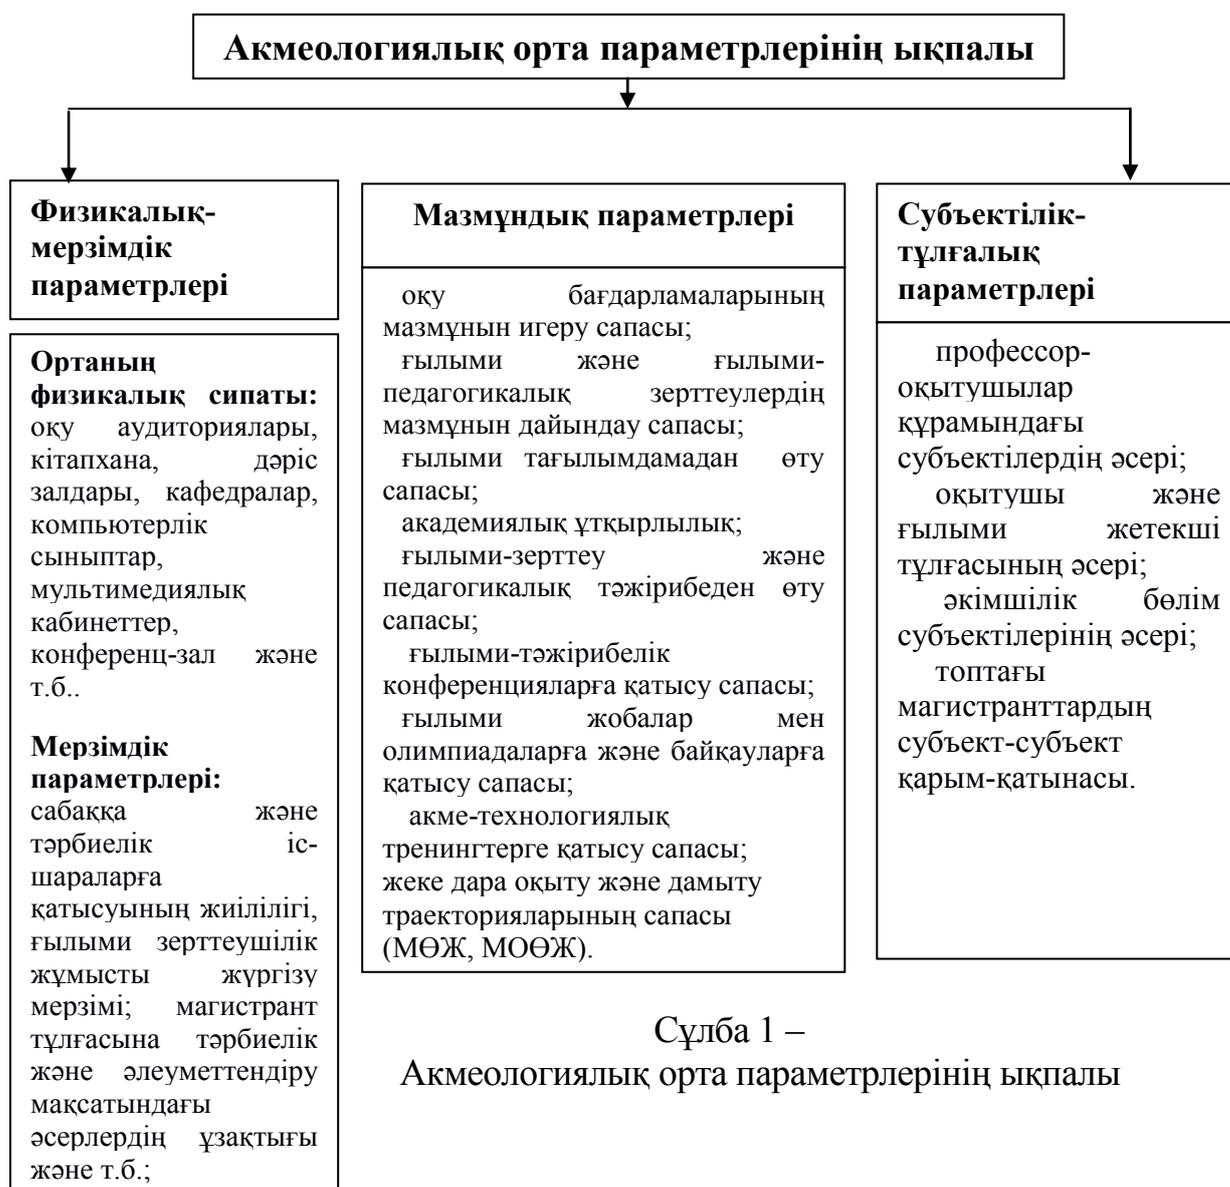 Акмеологиялық орта параметрлерінің ықпалы
Физикалық-
мерзімдік
параметрлері
Ортаның
физикалық сипаты:
оқу аудиториялары,
кітапхана, дәріс
залдары, кафедралар,
компьютерлік
сыныптар,
мультимедиялық
кабинеттер,
конференц-зал және
т.б..
Мерзімдік
параметрлері:
сабаққа және
тәрбиелік іс-
шараларға
қатысуының жиілілігі,
ғылыми зерттеушілік
жұмысты жүргізу
мерзімі; магистрант
тұлғасына тәрбиелік
және әлеуметтендіру
мақсатындағы
әсерлердің ұзақтығы
және т.б.;
Мазмұндық параметрлері
оқу бағдарламаларының
мазмұнын игеру сапасы;
ғылыми және ғылыми-
педагогикалық зерттеулердің
мазмұнын дайындау сапасы;
ғылыми тағылымдамадан өту
сапасы;
академиялық ұтқырлылық;
ғылыми-зерттеу және
педагогикалық тәжірибеден өту
сапасы;
ғылыми-тәжірибелік
конференцияларға қатысу сапасы;
ғылыми жобалар мен
олимпиадаларға және байқауларға
қатысу сапасы;
акме-технологиялық
тренингтерге қатысу сапасы;
жеке дара оқыту және дамыту
траекторияларының сапасы
(МӨЖ, МОӨЖ).
Субъектілік-
тұлғалық
параметрлері
профессор-
оқытушылар
құрамындағы
субъектілердің әсері;
оқытушы және
ғылыми жетекші
тұлғасының әсері;
әкімшілік бөлім
субъектілерінің әсері;
топтағы
магистранттардың
субъект-субъект
қарым-қатынасы.
Сұлба 1 –
Акмеологиялық орта параметрлерінің ықпалы